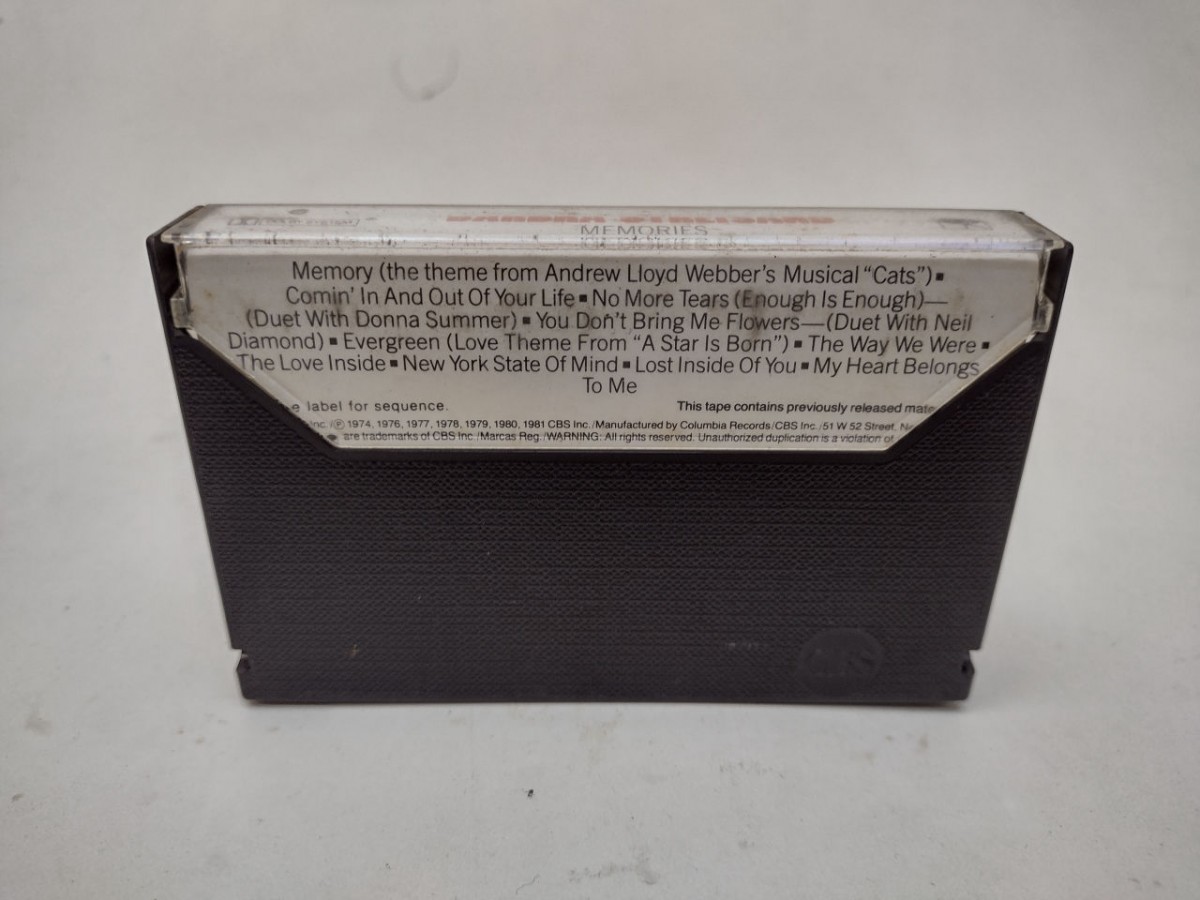 BARBRA STREISAND
MEMORIES
Memory (the theme from Andrew Lloyd Webber's Musical “Cats”) ▪
Comin' In And Out Of Your Life ▪ No More Tears (Enough Is Enough)—
(Duet With Donna Summer) ▪ You Don't Bring Me Flowers—(Duet With Neil
Diamond) ▪ Evergreen (Love Theme From “A Star Is Born”) ▪ The Way We Were ▪
The Love Inside ▪ New York State Of Mind ▪ Lost Inside Of You ▪ My Heart Belongs
To Me
label for sequence. This tape contains previously released
Inc./Ⓟ 1974, 1976, 1977, 1978, 1979, 1980, 1981 CBS Inc./Manufactured by Columbia Records/CBS Inc./51 W 52 Street,
are trademarks of CBS Inc./Marcas Reg./WARNING: All rights reserved. Unauthorized duplication is a violation of